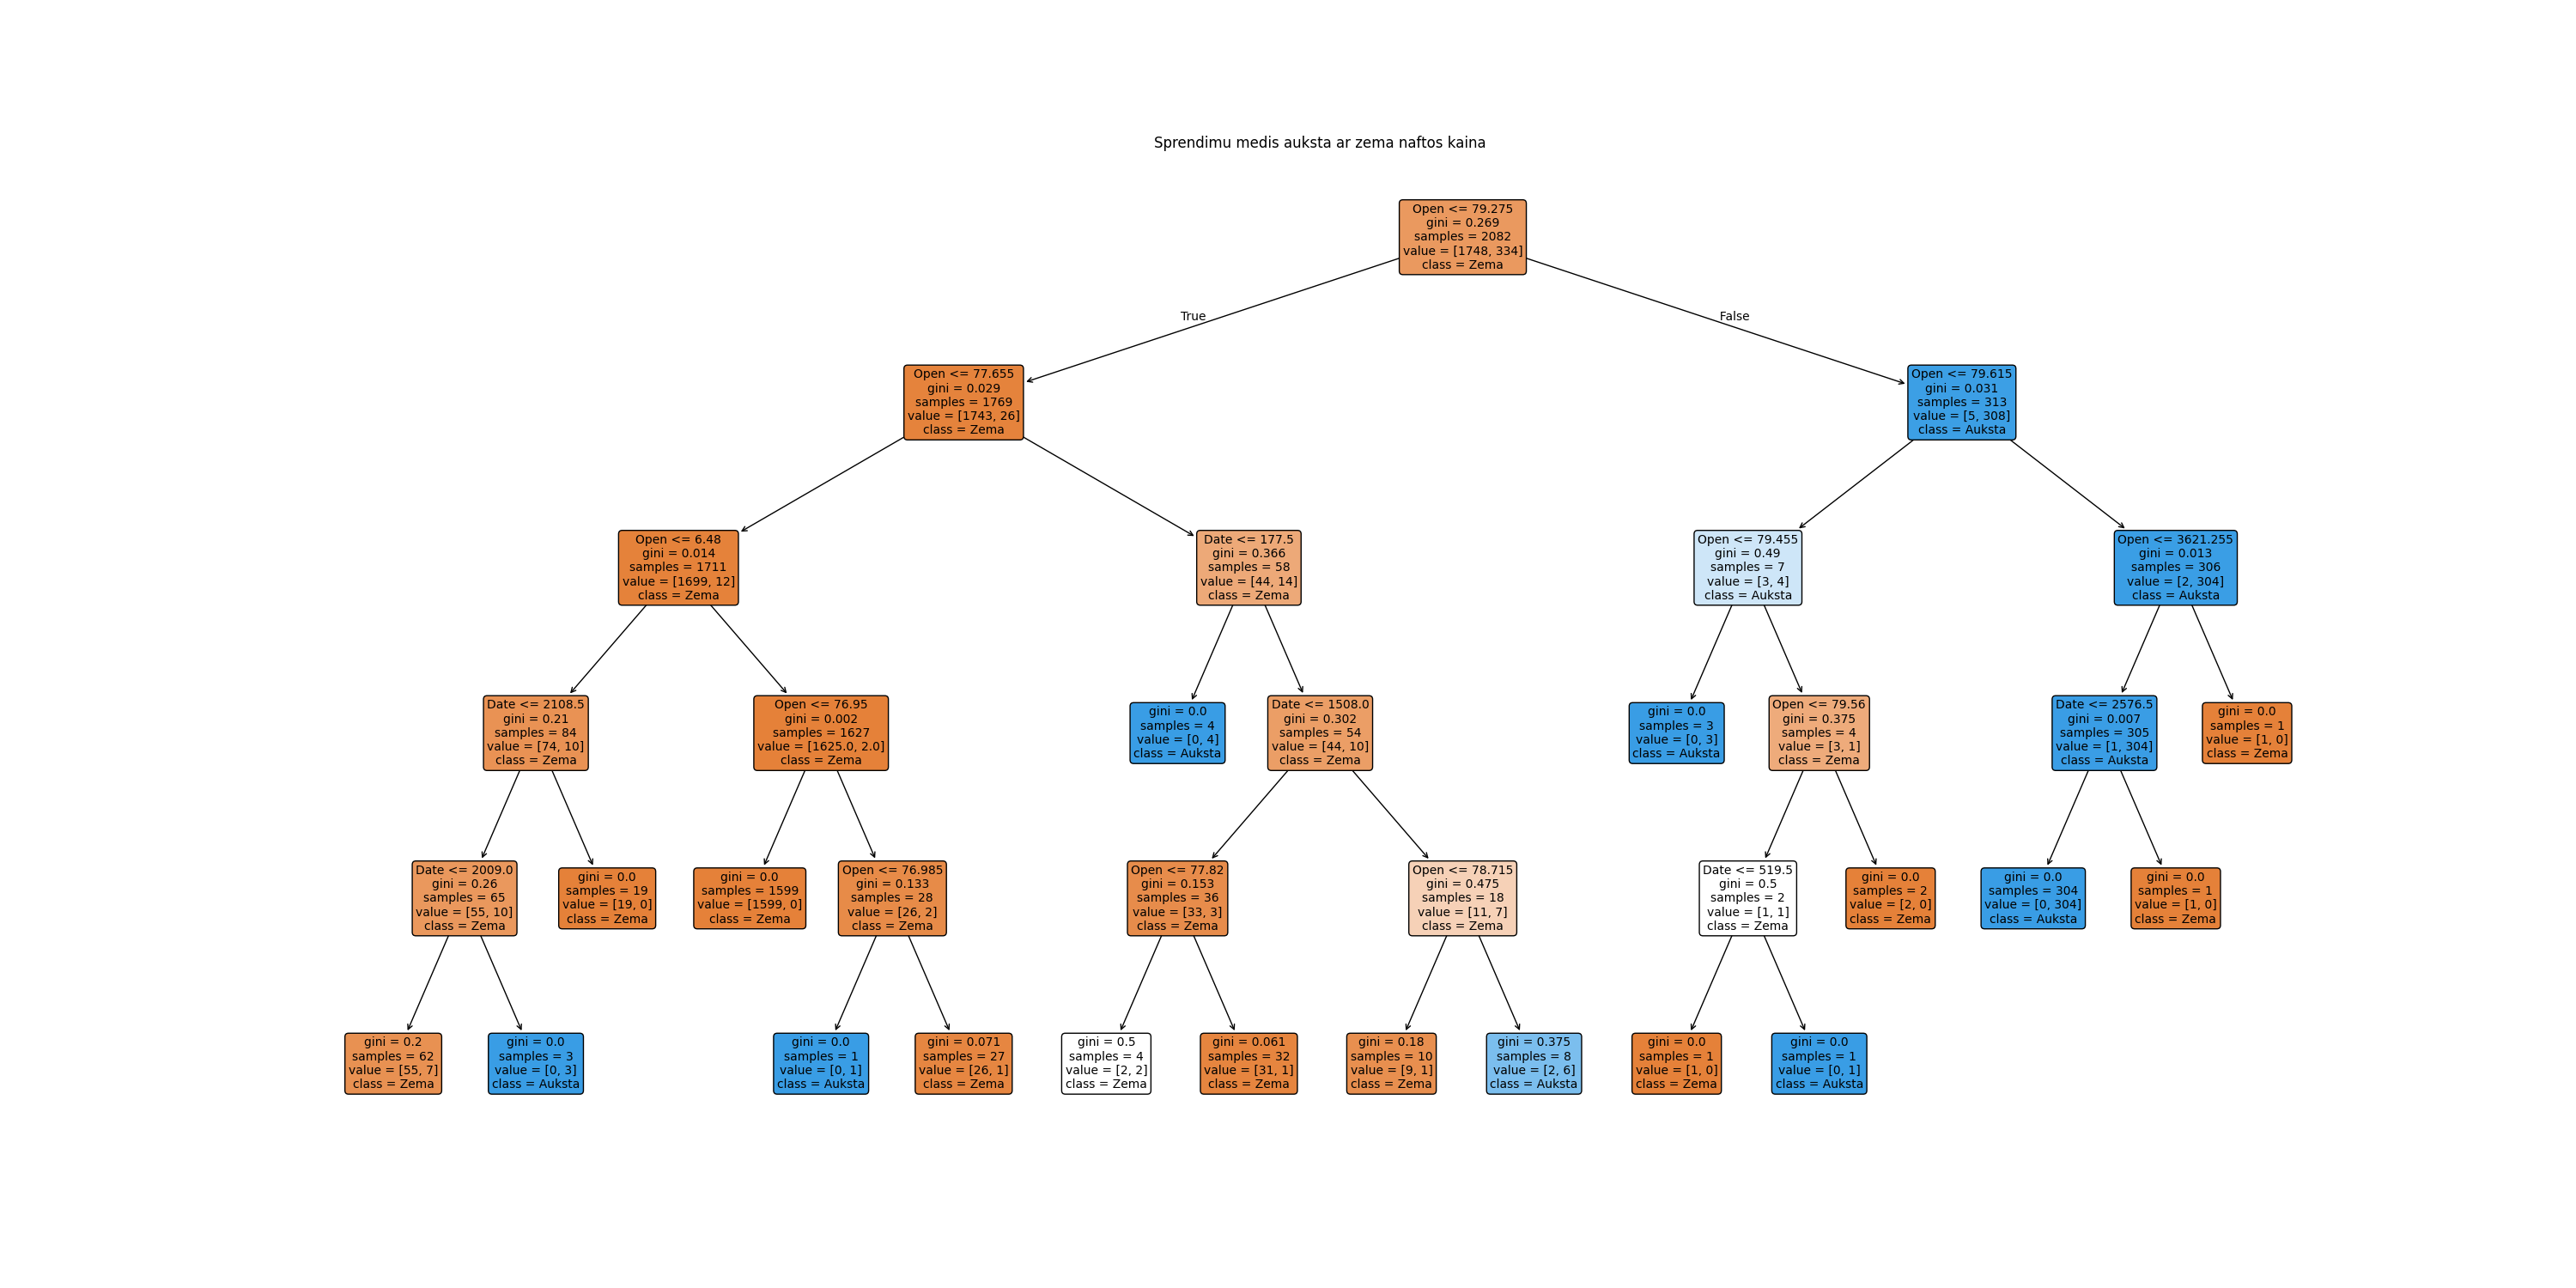 Sprendimu medis auksta ar zema naftos kaina
Open <= 79.275
gini = 0.269
samples = 2082
value = [1748, 334]
class = Zema
True
False
Open <= 77.655
gini = 0.029
samples = 1769
value = [1743, 26]
class = Zema
Open <= 79.615
gini = 0.031
samples = 313
value = [5, 308]
class = Auksta
Open <= 6.48
gini = 0.014
samples = 1711
value = [1699, 12]
class = Zema
Date <= 177.5
gini = 0.366
samples = 58
value = [44, 14]
class = Zema
Open <= 79.455
gini = 0.49
samples = 7
value = [3, 4]
class = Auksta
Open <= 3621.255
gini = 0.013
samples = 306
value = [2, 304]
class = Auksta
Date <= 2108.5
gini = 0.21
samples = 84
value = [74, 10]
class = Zema
Open <= 76.95
gini = 0.002
samples = 1627
value = [1625.0, 2.0]
class = Zema
gini = 0.0
samples = 4
value = [0, 4]
class = Auksta
Date <= 1508.0
gini = 0.302
samples = 54
value = [44, 10]
class = Zema
gini = 0.0
samples = 3
value = [0, 3]
class = Auksta
Open <= 79.56
gini = 0.375
samples = 4
value = [3, 1]
class = Zema
Date <= 2576.5
gini = 0.007
samples = 305
value = [1, 304]
class = Auksta
gini = 0.0
samples = 1
value = [1, 0]
class = Zema
Date <= 2009.0
gini = 0.26
samples = 65
value = [55, 10]
class = Zema
gini = 0.0
samples = 19
value = [19, 0]
class = Zema
gini = 0.0
samples = 1599
value = [1599, 0]
class = Zema
Open <= 76.985
gini = 0.133
samples = 28
value = [26, 2]
class = Zema
Open <= 77.82
gini = 0.153
samples = 36
value = [33, 3]
class = Zema
Open <= 78.715
gini = 0.475
samples = 18
value = [11, 7]
class = Zema
Date <= 519.5
gini = 0.5
samples = 2
value = [1, 1]
class = Zema
gini = 0.0
samples = 2
value = [2, 0]
class = Zema
gini = 0.0
samples = 304
value = [0, 304]
class = Auksta
gini = 0.0
samples = 1
value = [1, 0]
class = Zema
gini = 0.2
samples = 62
value = [55, 7]
class = Zema
gini = 0.0
samples = 3
value = [0, 3]
class = Auksta
gini = 0.0
samples = 1
value = [0, 1]
class = Auksta
gini = 0.071
samples = 27
value = [26, 1]
class = Zema
gini = 0.5
samples = 4
value = [2, 2]
class = Zema
gini = 0.061
samples = 32
value = [31, 1]
class = Zema
gini = 0.18
samples = 10
value = [9, 1]
class = Zema
gini = 0.375
samples = 8
value = [2, 6]
class = Auksta
gini = 0.0
samples = 1
value = [1, 0]
class = Zema
gini = 0.0
samples = 1
value = [0, 1]
class = Auksta